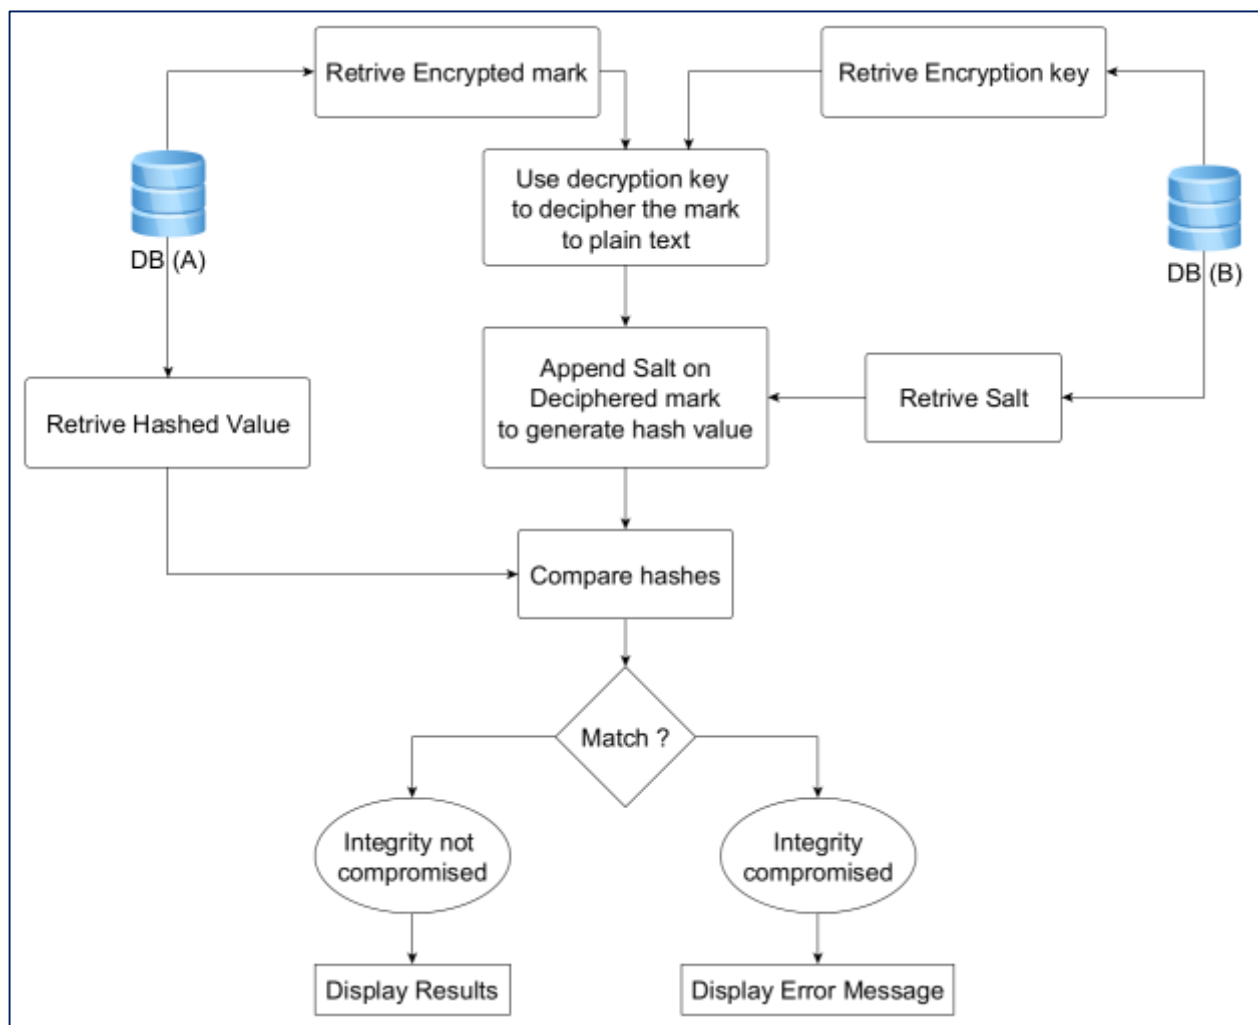 Retrive Encrypted mark
Retrive Encryption key
Use decryption key
to decipher the mark
to plain text
DB (A)
DB (B)
Append Salt on
Deciphered mark
to generate hash value
Retrive Salt
Retrive Hashed Value
Compare hashes
Match ?
Integrity not
compromised
Integrity
compromised
Display Results
Display Error Message